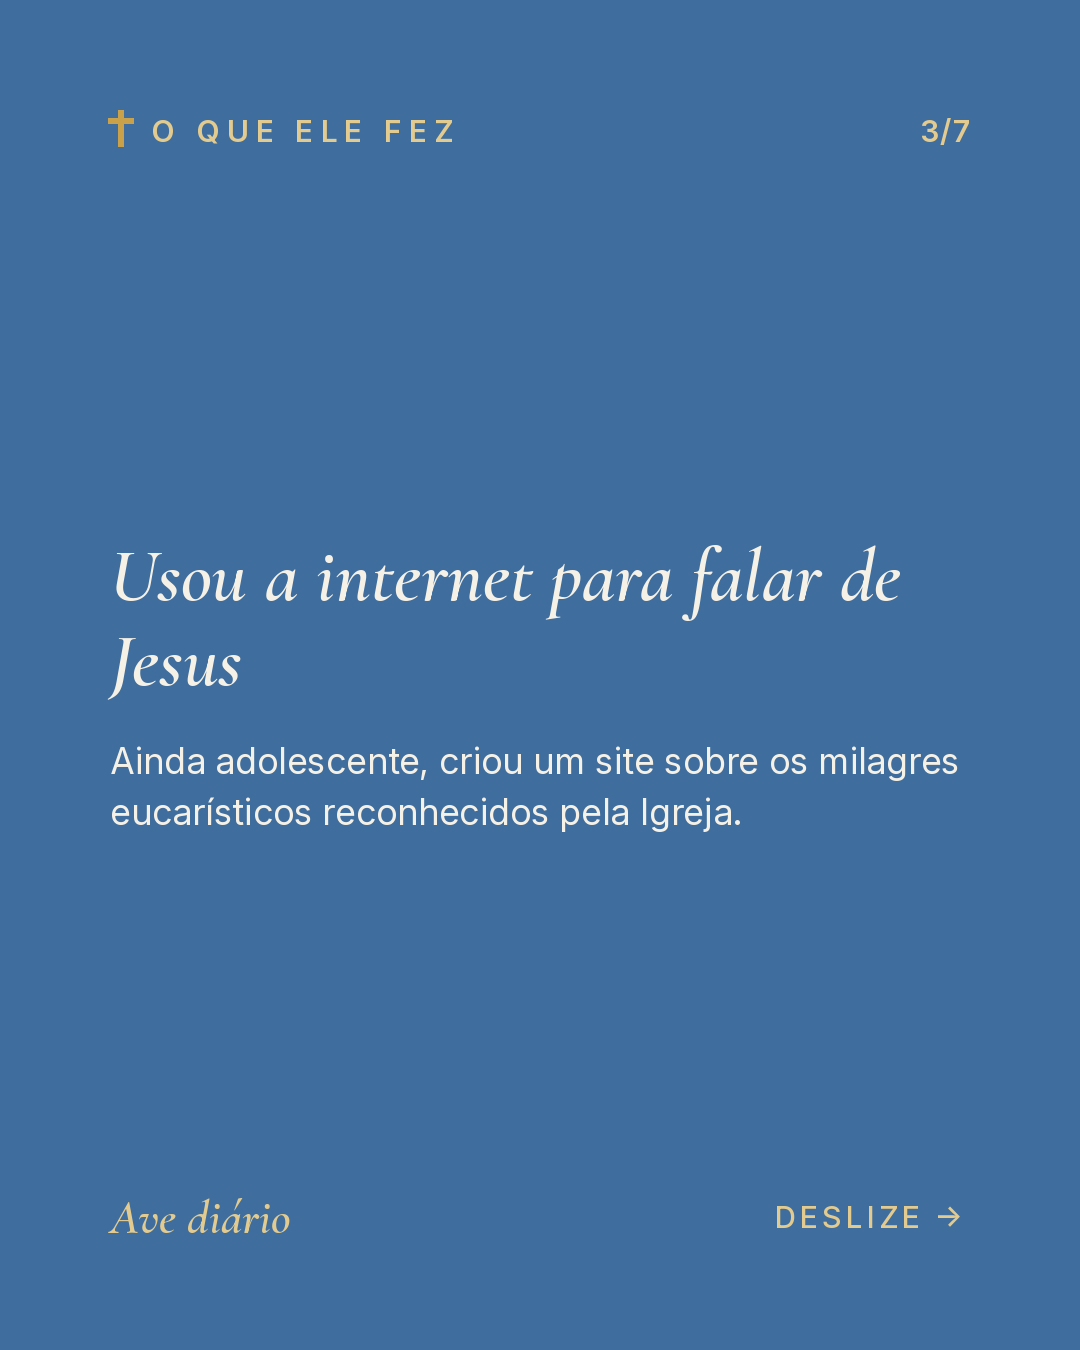 O QUE ELE FEZ
3/7
Usou a internet para falar de
Jesus
Ainda adolescente, criou um site sobre os milagres
eucarísticos reconhecidos pela Igreja.
Ave diário
DESLIZE →